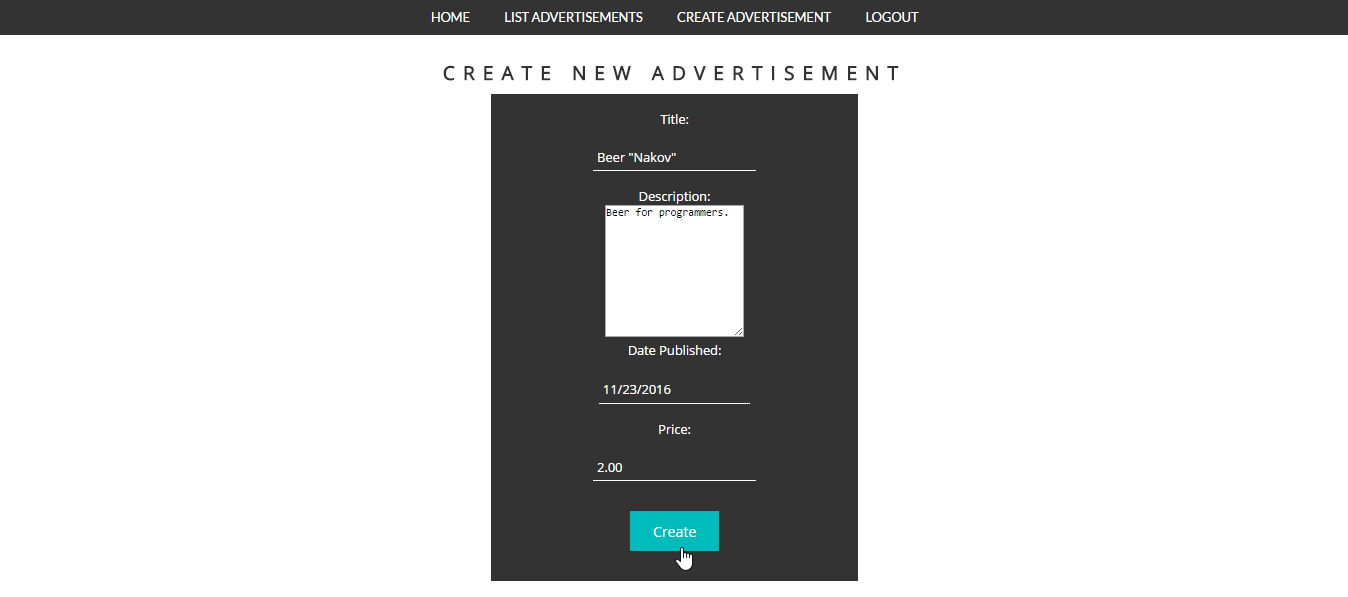 HOME LIST ADVERTISEMENTS CREATE ADVERTISEMENT LOGOUT
CREATE NEW ADVERTISEMENT
Title:
Beer "Nakov"
Description:
Beer for programmers.
Date Published:
11/23/2016
Price:
2.00
Create